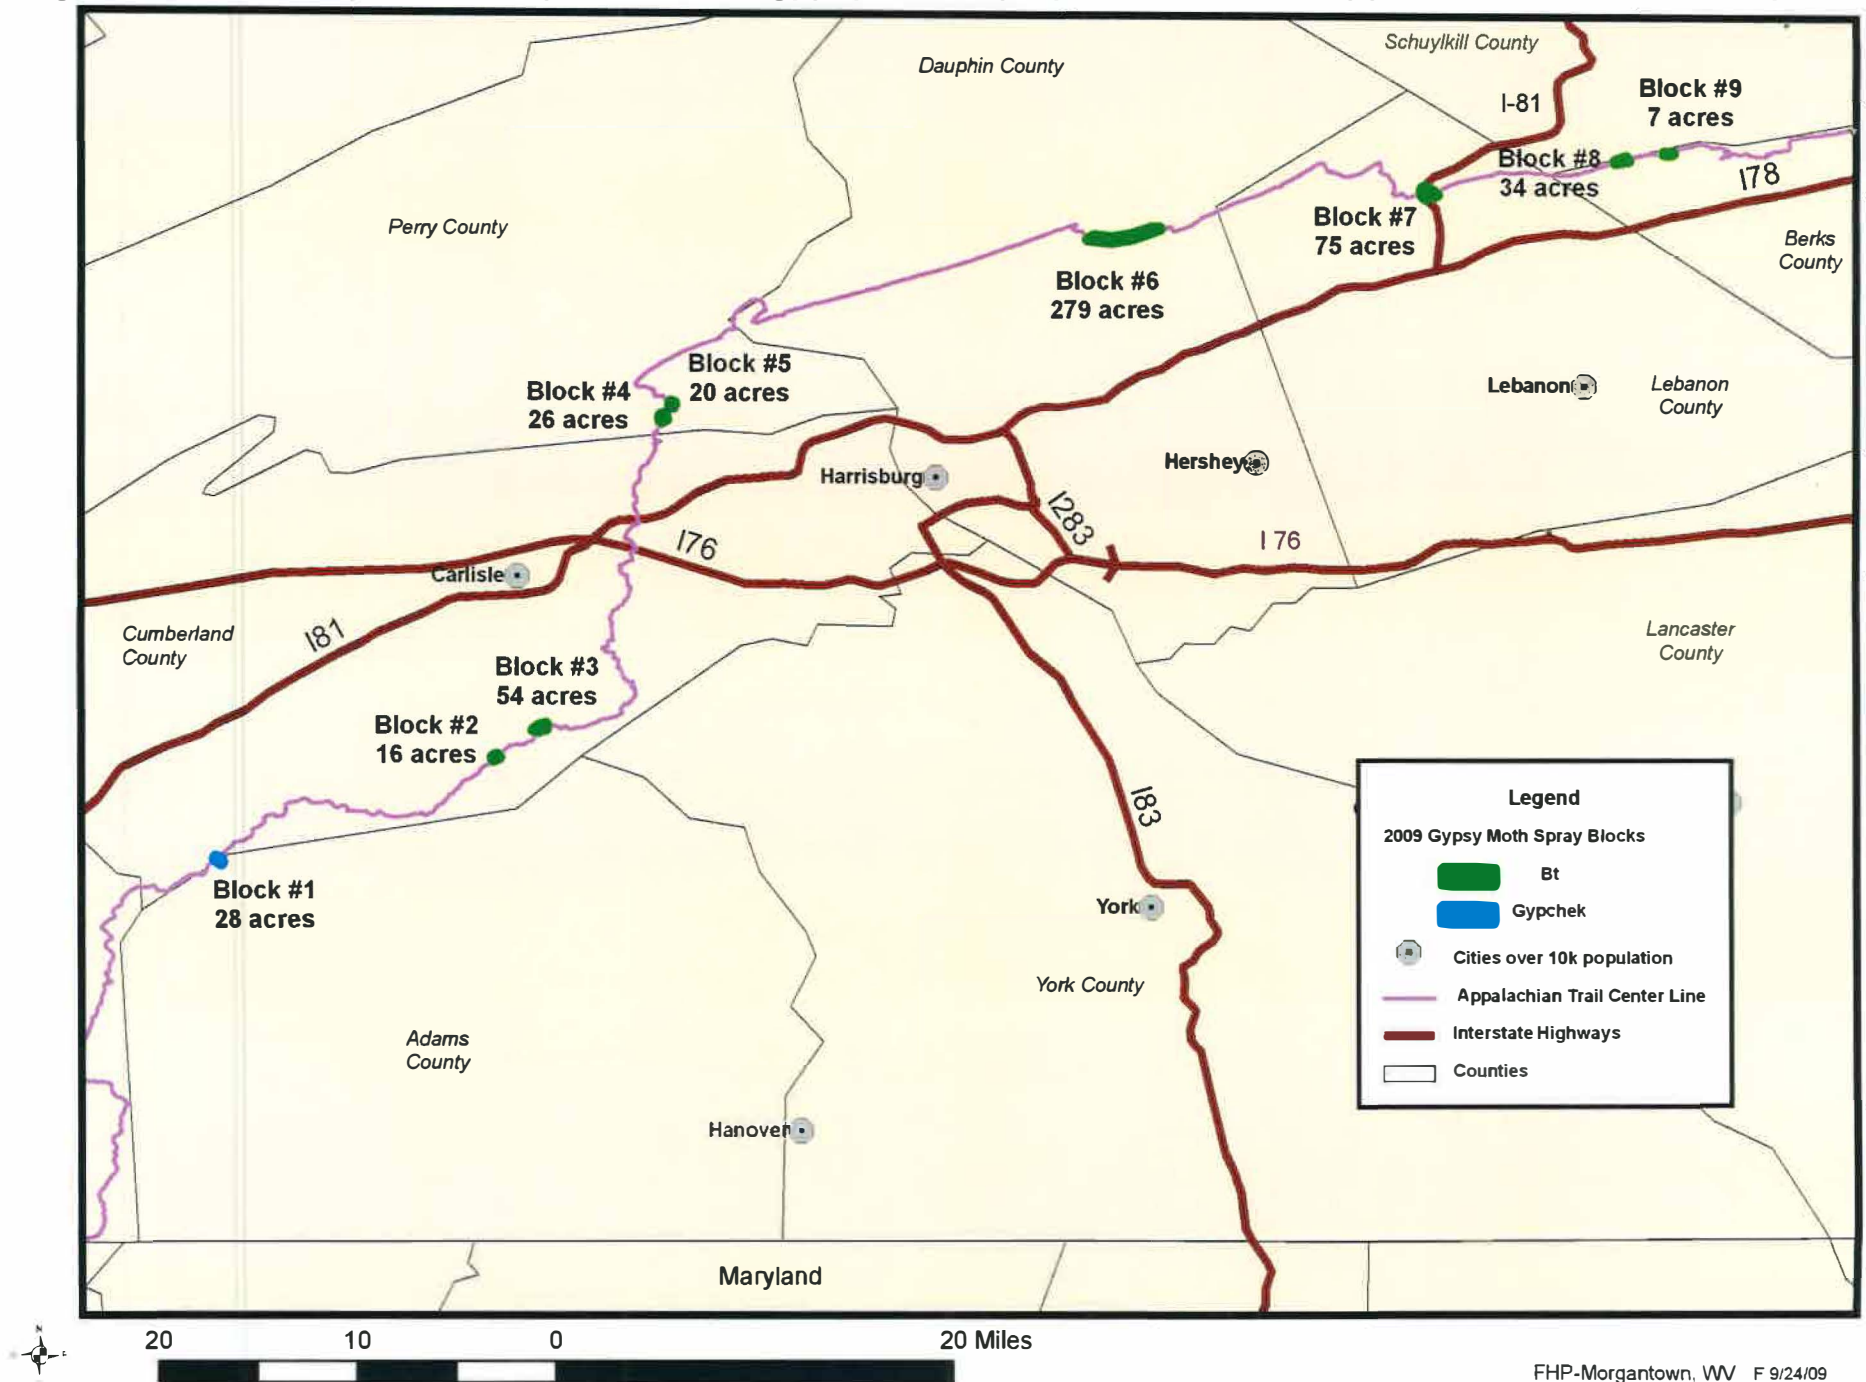 Schuylkill County
Dauphin County
Block #9
7 acres
I-81
Block #8
34 acres
I78
Perry County
Block #7
75 acres
Berks
County
Block #6
279 acres
Block #5
20 acres
Block #4
26 acres
Lebanon
Lebanon
County
Hershey
Harrisburg
I283
I76
I 76
Carlisle
Cumberland
County
I81
Lancaster
County
Block #3
54 acres
Block #2
16 acres
I83
Block #1
28 acres
York
York County
Adams
County
Hanover
Maryland
Legend
2009 Gypsy Moth Spray Blocks
Bt
Gypchek
Cities over 10k population
Appalachian Trail Center Line
Interstate Highways
Counties
N
20 10 0 20 Miles
FHP-Morgantown, WV F 9/24/09